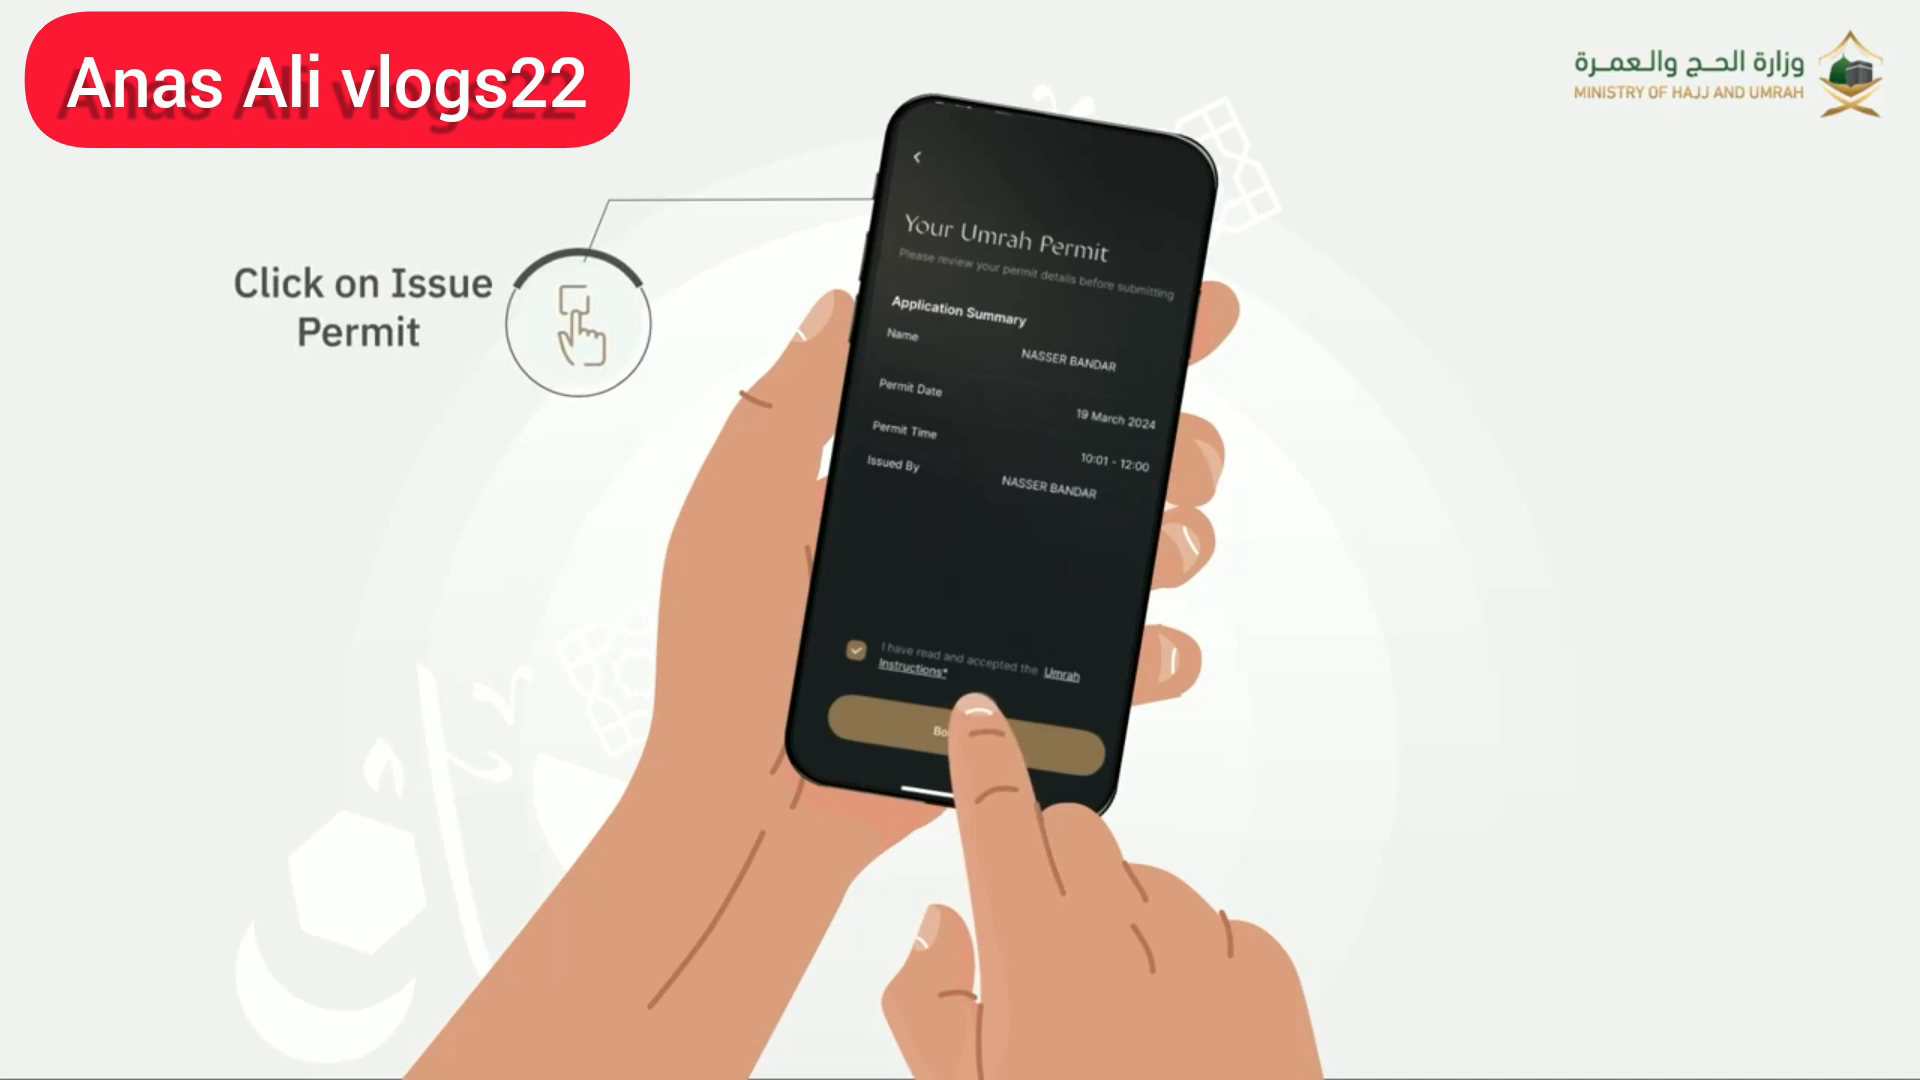 Anas Ali vlogs22
وزارة الحج والعمرة
MINISTRY OF HAJJ AND UMRAH
Click on Issue
Permit
Your Umrah Permit
Please review your permit details before submitting
Application Summary
Name
NASSER BANDAR
Permit Date
19 March 2024
Permit Time
10:01 - 12:00
Issued By
NASSER BANDAR
I have read and accepted the Umrah
Instructions*